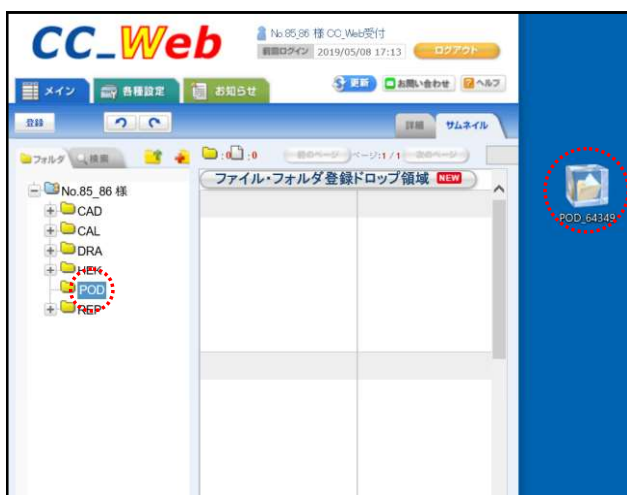 CC_Web
No.85_86 様 CC_Web受付
前回ログイン 2019/05/08 17:13 ログアウト
メイン 各種設定 お知らせ 更新 お問い合わせ ヘルプ
登録 詳細 サムネイル
フォルダ 検索 :0 :0 前のページ ページ:1 / 1 次のページ
ファイル・フォルダ登録ドロップ領域 NEW
No.85_86 様
CAD
CAL
DRA
HEK
POD
REP
POD_64349